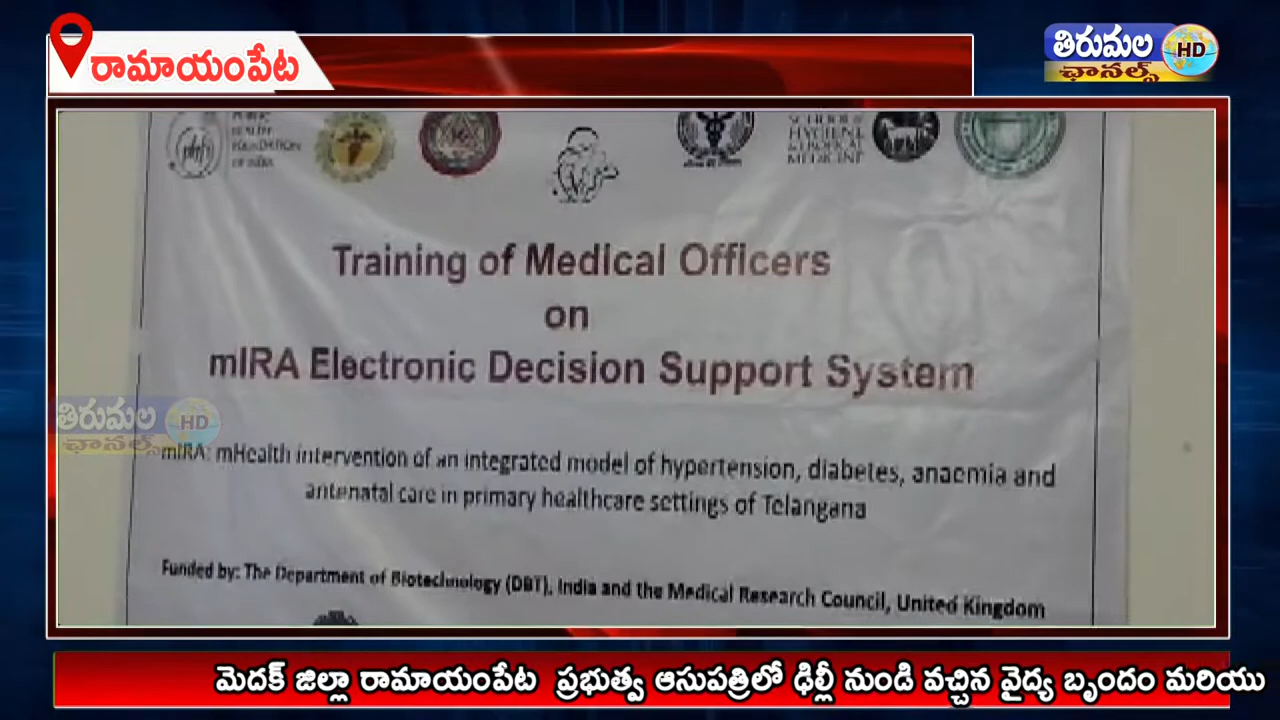 రామాయంపేట
తిరుమల
HD
ఛానల్స్
HEALTH
FOUNDATION
OF INDIA
SCHOOL of
HYGIENE
& TROPICAL
MEDICINE
Training of Medical Officers
on
mIRA Electronic Decision Support System
తిరుమల
HD
ఛానల్స్
mIRA: mHealth intervention of an integrated model of hypertension, diabetes, anaemia and
antenatal care in primary healthcare settings of Telangana
Funded by: The Department of Biotechnology (DBT), India and the Medical Research Council, United Kingdom
మెదక్ జిల్లా రామాయంపేట ప్రభుత్వ ఆసుపత్రిలో ఢిల్లీ నుండి వచ్చిన వైద్య బృందం మరియు